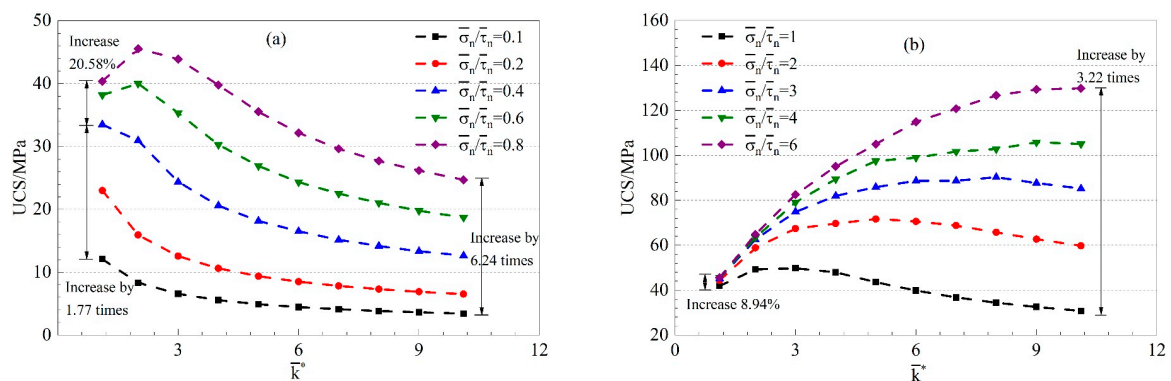 50
40
30
20
10
0
UCS/MPa
3
6
9
12
k̄*
(a)
Increase
20.58%
Increase by
1.77 times
Increase by
6.24 times
σ̄n/τ̄n=0.1
σ̄n/τ̄n=0.2
σ̄n/τ̄n=0.4
σ̄n/τ̄n=0.6
σ̄n/τ̄n=0.8
160
140
120
100
80
60
40
20
UCS/MPa
0
3
6
9
12
k̄*
(b)
σ̄n/τ̄n=1
σ̄n/τ̄n=2
σ̄n/τ̄n=3
σ̄n/τ̄n=4
σ̄n/τ̄n=6
Increase by
3.22 times
Increase 8.94%